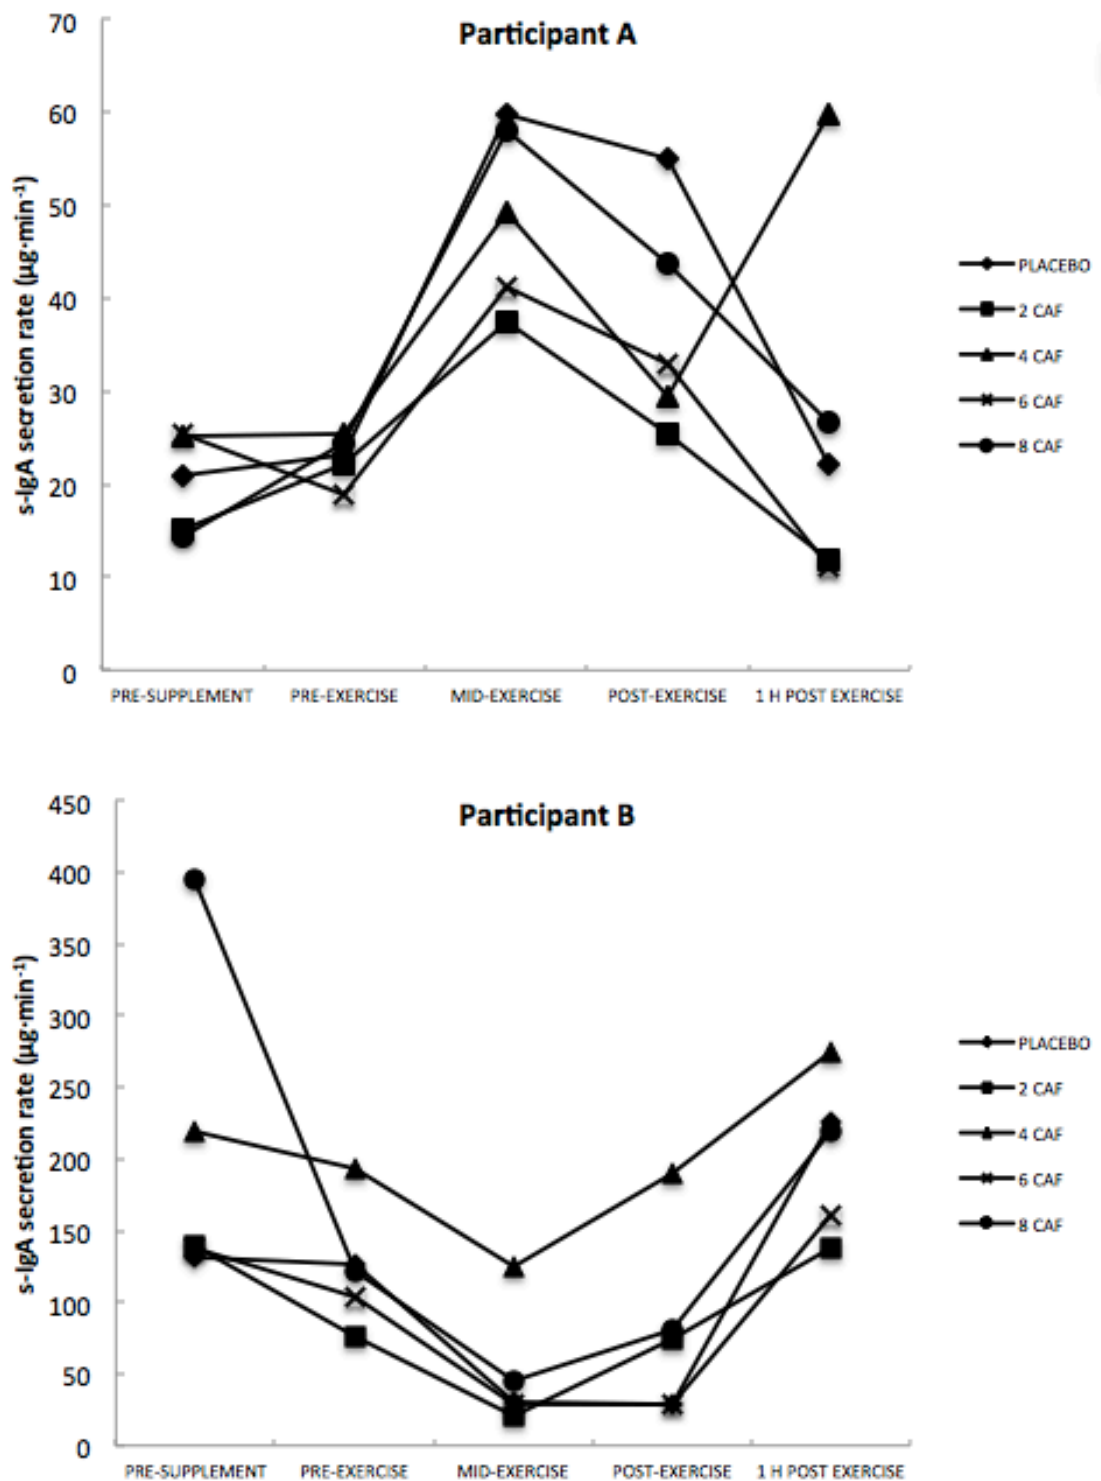 Participant A
s-IgA secretion rate (µg·min⁻¹)
70
60
50
40
30
20
10
0
PRE-SUPPLEMENT PRE-EXERCISE MID-EXERCISE POST-EXERCISE 1 H POST EXERCISE
PLACEBO
2 CAF
4 CAF
6 CAF
8 CAF
Participant B
s-IgA secretion rate (µg·min⁻¹)
450
400
350
300
250
200
150
100
50
0
PRE-SUPPLEMENT PRE-EXERCISE MID-EXERCISE POST-EXERCISE 1 H POST EXERCISE
PLACEBO
2 CAF
4 CAF
6 CAF
8 CAF